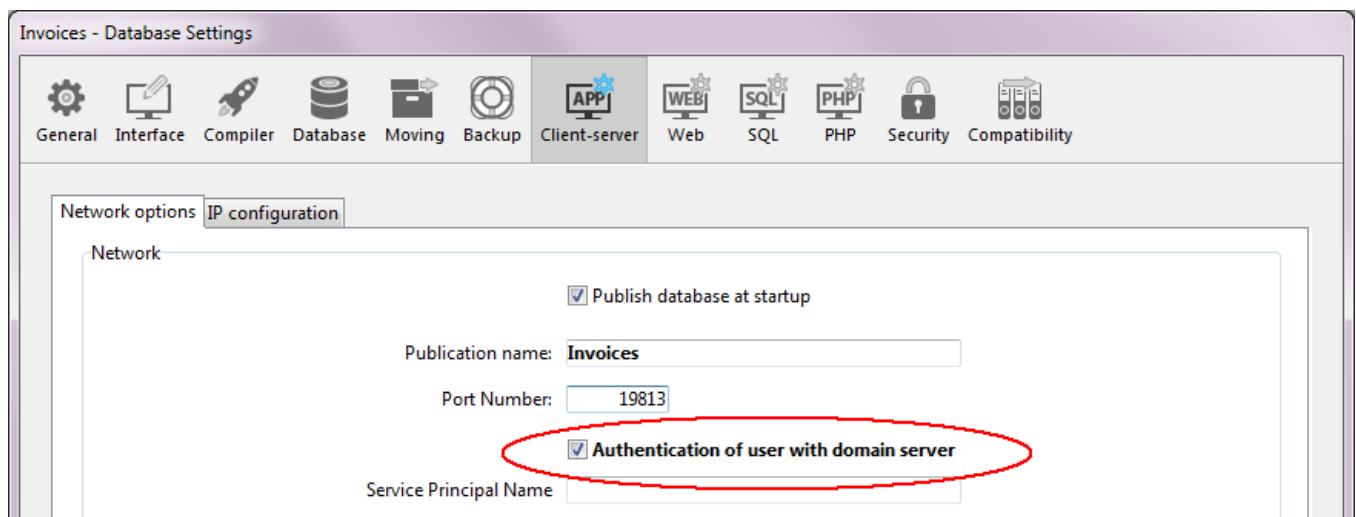 Invoices - Database Settings
APP WEB SQL PHP
General Interface Compiler Database Moving Backup Client-server Web SQL PHP Security Compatibility
Network options IP configuration
Network
Publish database at startup
Publication name: Invoices
Port Number: 19813
Authentication of user with domain server
Service Principal Name